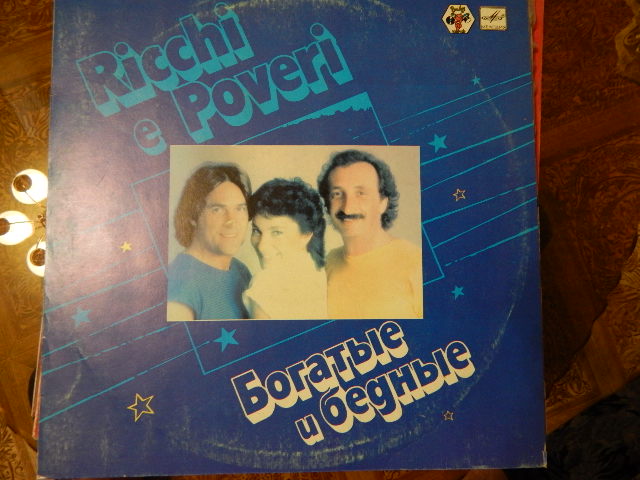 Ricchi
e Poveri
Богатые
и бедные